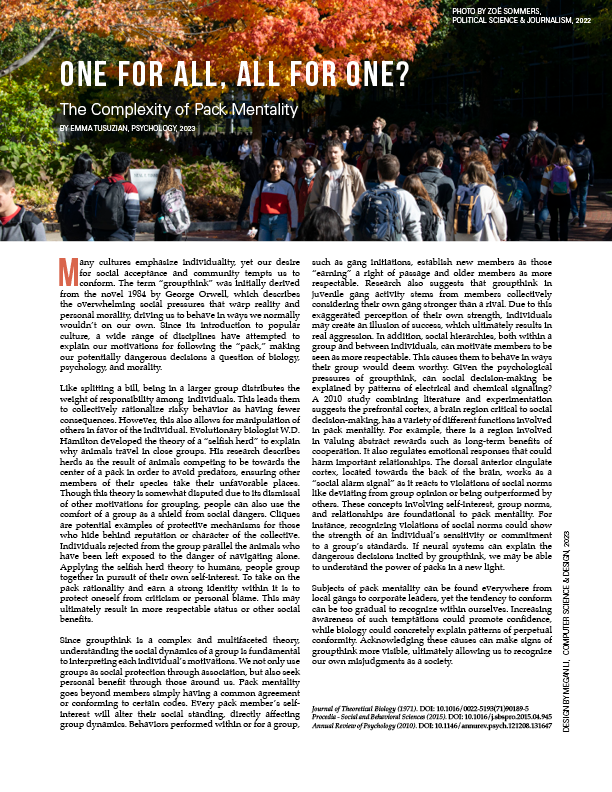 PHOTO BY ZOË SOMMERS,
POLITICAL SCIENCE & JOURNALISM, 2022
ONE FOR ALL, ALL FOR ONE?
The Complexity of Pack Mentality
BY EMMA TUSUZIAN, PSYCHOLOGY, 2023
Many cultures emphasize individuality, yet our desire
for social acceptance and community tempts us to
conform. The term “groupthink” was initially derived
from the novel 1984 by George Orwell, which describes
the overwhelming social pressures that warp reality and
personal morality, driving us to behave in ways we normally
wouldn’t on our own. Since its introduction to popular
culture, a wide range of disciplines have attempted to
explain our motivations for following the “pack,” making
our potentially dangerous decisions a question of biology,
psychology, and morality.
Like splitting a bill, being in a larger group distributes the
weight of responsibility among individuals. This leads them
to collectively rationalize risky behavior as having fewer
consequences. However, this also allows for manipulation of
others in favor of the individual. Evolutionary biologist W.D.
Hamilton developed the theory of a “selfish herd” to explain
why animals travel in close groups. His research describes
herds as the result of animals competing to be towards the
center of a pack in order to avoid predators, ensuring other
members of their species take their unfavorable places.
Though this theory is somewhat disputed due to its dismissal
of other motivations for grouping, people can also use the
comfort of a group as a shield from social dangers. Cliques
are potential examples of protective mechanisms for those
who hide behind reputation or character of the collective.
Individuals rejected from the group parallel the animals who
have been left exposed to the danger of navigating alone.
Applying the selfish herd theory to humans, people group
together in pursuit of their own self-interest. To take on the
pack rationality and earn a strong identity within it is to
protect oneself from criticism or personal blame. This may
ultimately result in more respectable status or other social
benefits.
Since groupthink is a complex and multifaceted theory,
understanding the social dynamics of a group is fundamental
to interpreting each individual’s motivations. We not only use
groups as social protection through association, but also seek
personal benefit through those around us. Pack mentality
goes beyond members simply having a common agreement
or conforming to certain codes. Every pack member’s self-
interest will alter their social standing, directly affecting
group dynamics. Behaviors performed within or for a group,
such as gang initiations, establish new members as those
“earning” a right of passage and older members as more
respectable. Research also suggests that groupthink in
juvenile gang activity stems from members collectively
considering their own gang stronger than a rival. Due to this
exaggerated perception of their own strength, individuals
may create an illusion of success, which ultimately results in
real aggression. In addition, social hierarchies, both within a
group and between individuals, can motivate members to be
seen as more respectable. This causes them to behave in ways
their group would deem worthy. Given the psychological
pressures of groupthink, can social decision-making be
explained by patterns of electrical and chemical signaling?
A 2010 study combining literature and experimentation
suggests the prefrontal cortex, a brain region critical to social
decision-making, has a variety of different functions involved
in pack mentality. For example, there is a region involved
in valuing abstract rewards such as long-term benefits of
cooperation. It also regulates emotional responses that could
harm important relationships. The dorsal anterior cingulate
cortex, located towards the back of the brain, works as a
“social alarm signal” as it reacts to violations of social norms
like deviating from group opinion or being outperformed by
others. These concepts involving self-interest, group norms,
and relationships are foundational to pack mentality. For
instance, recognizing violations of social norms could show
the strength of an individual’s sensitivity or commitment
to a group’s standards. If neural systems can explain the
dangerous decisions incited by groupthink, we may be able
to understand the power of packs in a new light.
Subjects of pack mentality can be found everywhere from
local gangs to corporate leaders, yet the tendency to conform
can be too gradual to recognize within ourselves. Increasing
awareness of such temptations could promote confidence,
while biology could concretely explain patterns of perpetual
conformity. Acknowledging these causes can make signs of
groupthink more visible, ultimately allowing us to recognize
our own misjudgments as a society.
Journal of Theoretical Biology (1971). DOI: 10.1016/0022-5193(71)90189-5
Procedia - Social and Behavioral Sciences (2015). DOI: 10.1016/j.sbspro.2015.04.945
Annual Review of Psychology (2010). DOI: 10.1146/annurev.psych.121208.131647
DESIGN BY MEGAN LI, COMPUTER SCIENCE & DESIGN, 2023